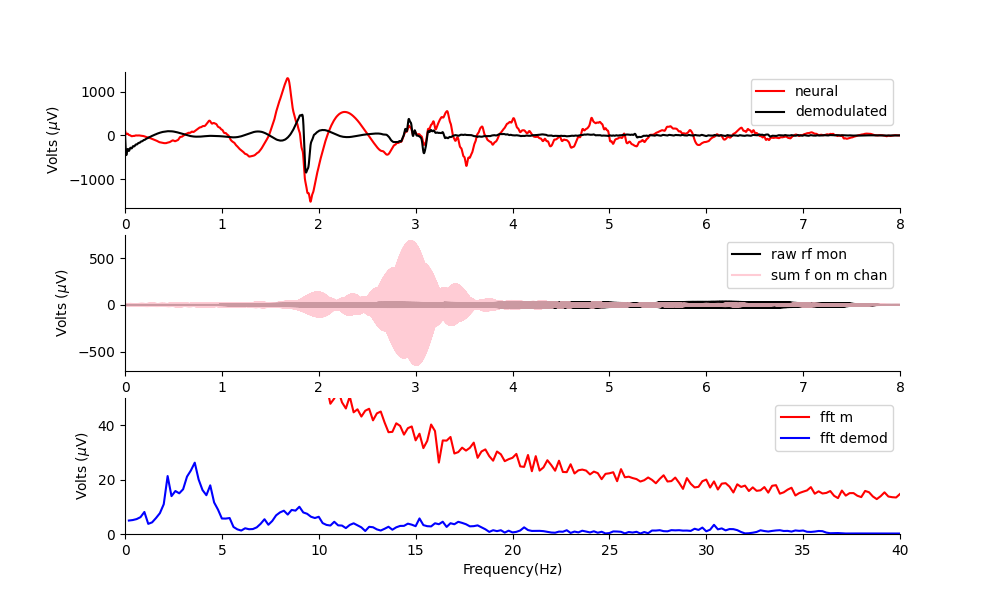 Volts (μV)
1000
0
−1000
neural
demodulated
0 1 2 3 4 5 6 7 8
Volts (μV)
500
0
−500
raw rf mon
sum f on m chan
0 1 2 3 4 5 6 7 8
Volts (μV)
40
20
0
fft m
fft demod
0 5 10 15 20 25 30 35 40
Frequency(Hz)